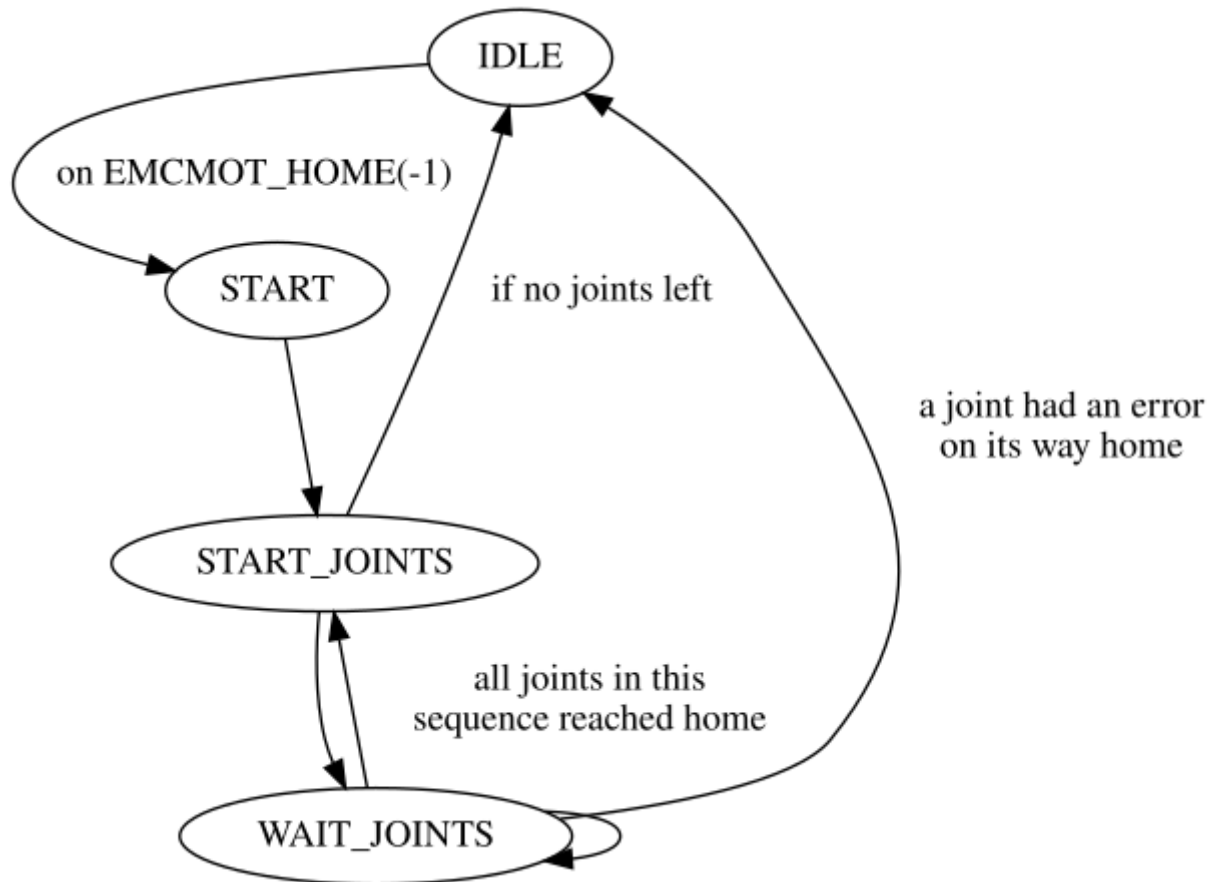 IDLE
on EMCMOT_HOME(-1)
START
if no joints left
a joint had an error
on its way home
START_JOINTS
all joints in this
sequence reached home
WAIT_JOINTS